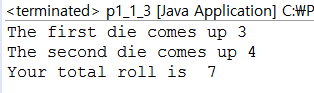 <terminated> p1_1_3 [Java Application] C:₩P
The first die comes up 3
The second die comes up 4
Your total roll is  7